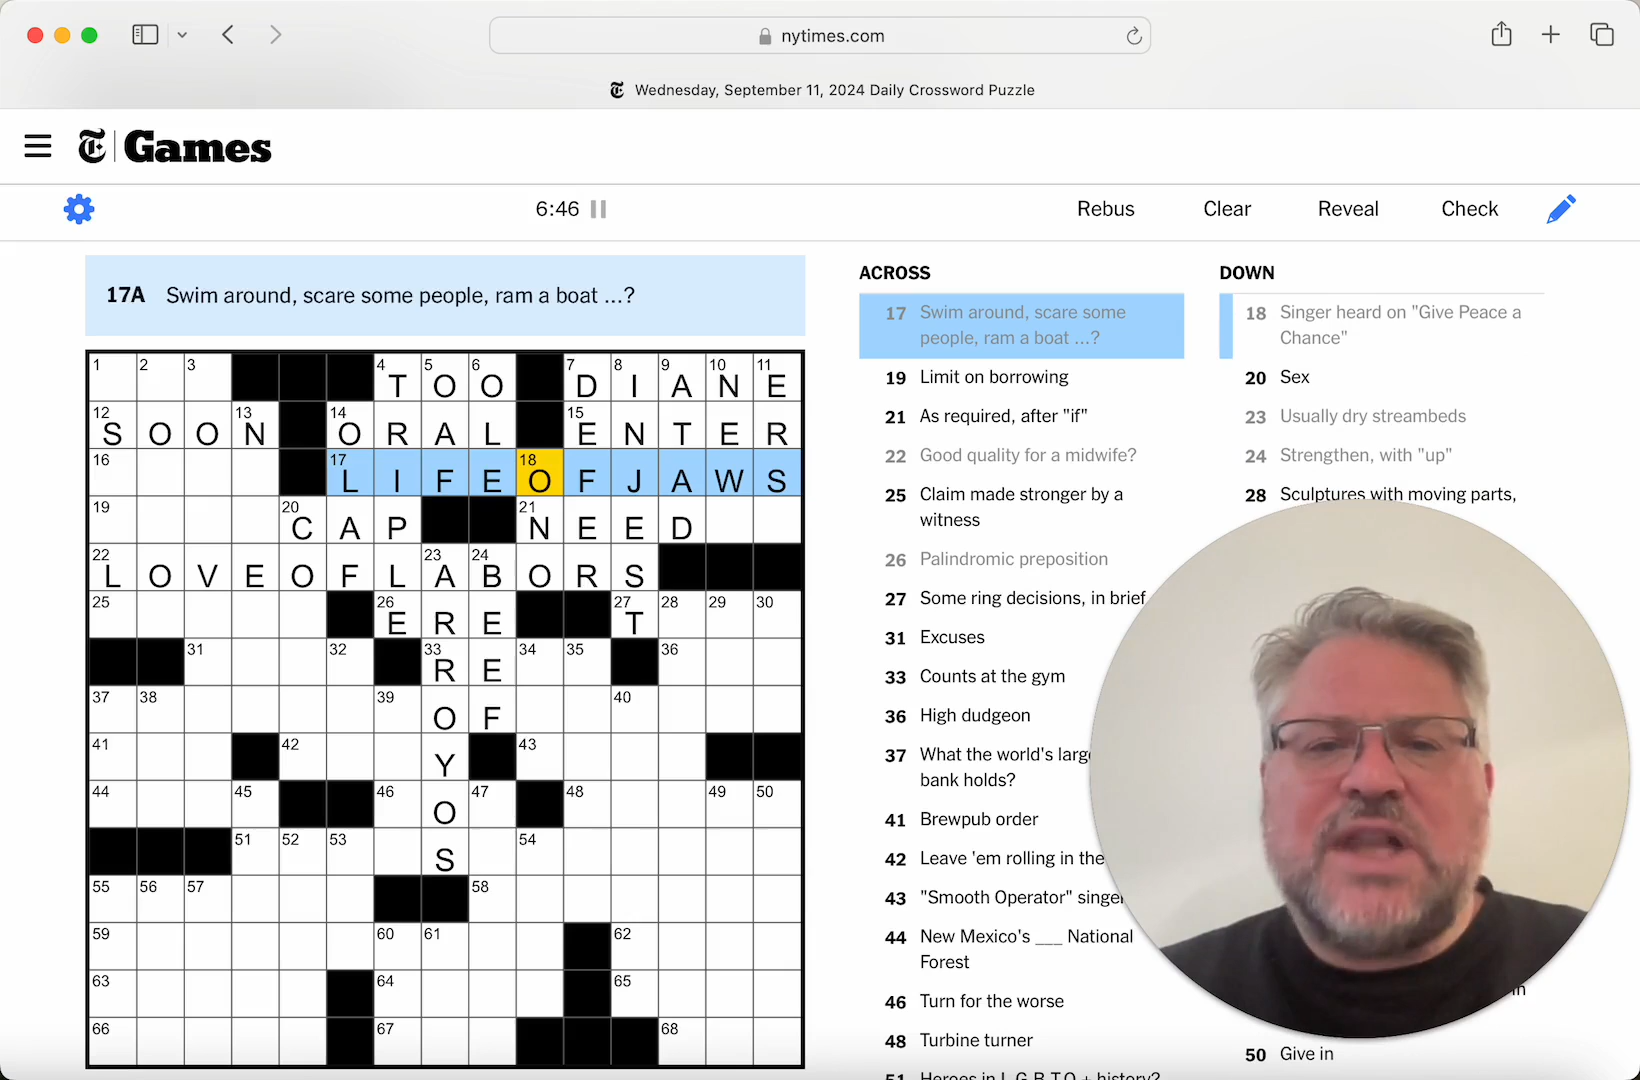 nytimes.com
Wednesday, September 11, 2024 Daily Crossword Puzzle
Games
6:46
Rebus
Clear
Reveal
Check
17A Swim around, scare some people, ram a boat ...?
1 2 3 4 T 5 O 6 O 7 D 8 I 9 A 10 N 11 E
12 S O O 13 N 14 O R A L 15 E N T E R
16 17 L I F E 18 O F J A W S
19 20 C A P 21 N E E D
22 L O V E O F L 23 A 24 B O R S
25 26 E R E 27 T 28 29 30
31 32 33 R E 34 35 36
37 38 39 O F 40
41 42 Y 43
44 45 46 O 47 48 49 50
51 52 53 S 54
55 56 57 58
59 60 61 62
63 64 65
66 67 68
ACROSS
17 Swim around, scare some
people, ram a boat ...?
19 Limit on borrowing
21 As required, after "if"
22 Good quality for a midwife?
25 Claim made stronger by a
witness
26 Palindromic preposition
27 Some ring decisions, in brief
31 Excuses
33 Counts at the gym
36 High dudgeon
37 What the world's larg
bank holds?
41 Brewpub order
42 Leave 'em rolling in the
43 "Smooth Operator" singer
44 New Mexico's ___ National
Forest
46 Turn for the worse
48 Turbine turner
51 Heroes in L.G.B.T.Q.+ history?
DOWN
18 Singer heard on "Give Peace a
Chance"
20 Sex
23 Usually dry streambeds
24 Strengthen, with "up"
28 Sculptures with moving parts,
in
50 Give in